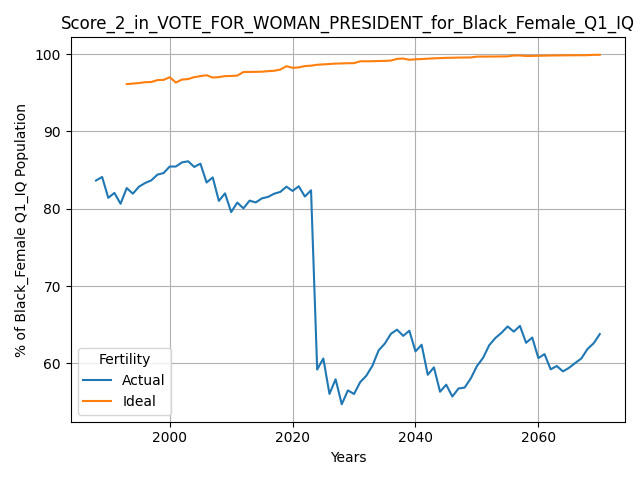 Score_2_in_VOTE_FOR_WOMAN_PRESIDENT_for_Black_Female_Q1_IQ
100
90
80
70
60
% of Black_Female Q1_IQ Population
Fertility
Actual
Ideal
2000 2020 2040 2060
Years